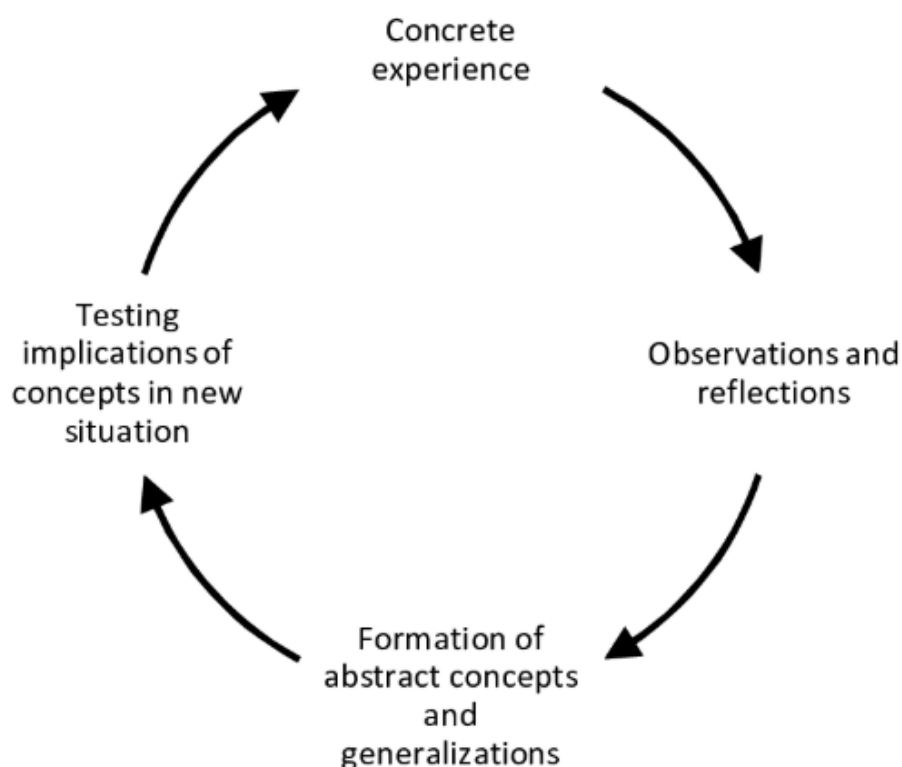 Concrete
experience
Observations and
reflections
Formation of
abstract concepts
and
generalizations
Testing
implications of
concepts in new
situation